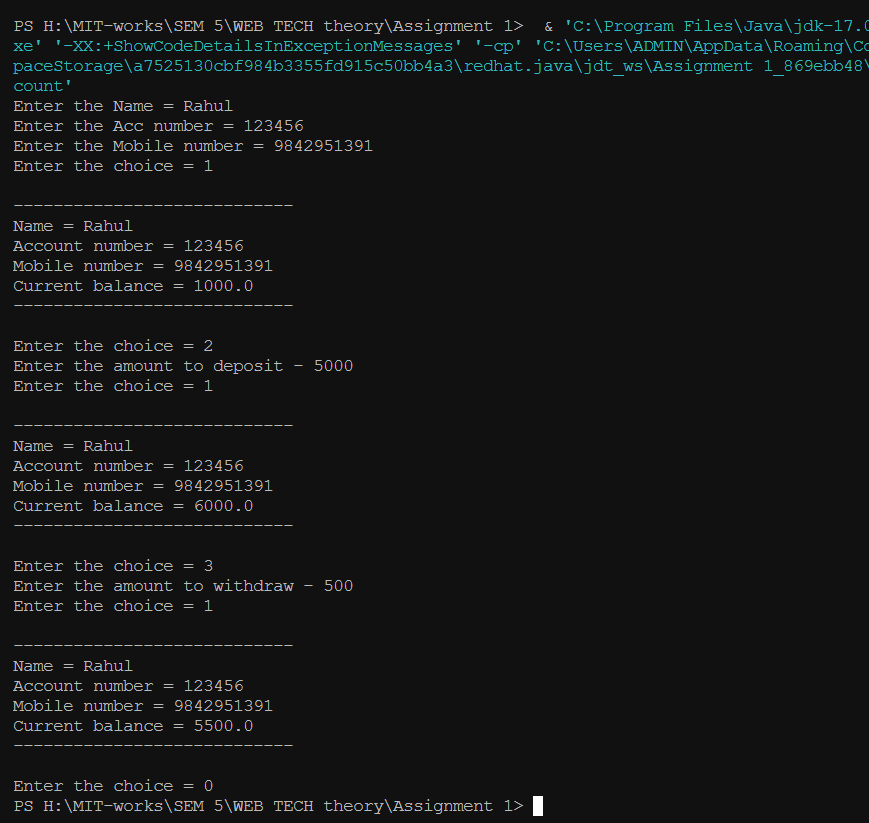 PS H:\MIT-works\SEM 5\WEB TECH theory\Assignment 1>  & 'C:\Program Files\Java\jdk-17.0
xe' '-XX:+ShowCodeDetailsInExceptionMessages' '-cp' 'C:\Users\ADMIN\AppData\Roaming\Co
paceStorage\a7525130cbf984b3355fd915c50bb4a3\redhat.java\jdt_ws\Assignment 1_869ebb48\
count'
Enter the Name = Rahul
Enter the Acc number = 123456
Enter the Mobile number = 9842951391
Enter the choice = 1
----------------------------
Name = Rahul
Account number = 123456
Mobile number = 9842951391
Current balance = 1000.0
----------------------------
Enter the choice = 2
Enter the amount to deposit - 5000
Enter the choice = 1
----------------------------
Name = Rahul
Account number = 123456
Mobile number = 9842951391
Current balance = 6000.0
----------------------------
Enter the choice = 3
Enter the amount to withdraw - 500
Enter the choice = 1
----------------------------
Name = Rahul
Account number = 123456
Mobile number = 9842951391
Current balance = 5500.0
----------------------------
Enter the choice = 0
PS H:\MIT-works\SEM 5\WEB TECH theory\Assignment 1>